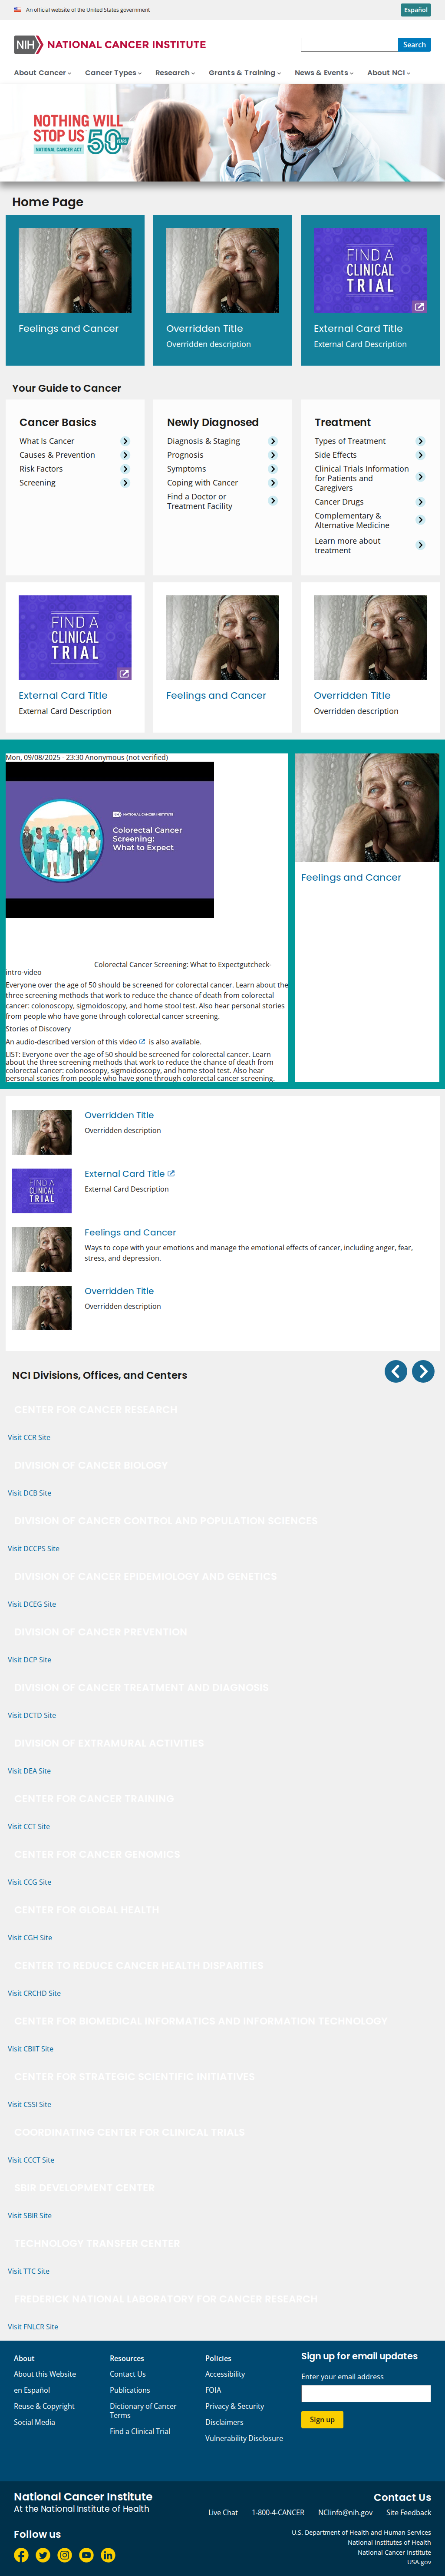 An official website of the United States government
Español
NIH NATIONAL CANCER INSTITUTE
Search
About Cancer
Cancer Types
Research
Grants & Training
News & Events
About NCI
NOTHING WILL
STOP US
50
YEARS
NATIONAL CANCER ACT
Home Page
FIND A
CLINICAL
TRIAL
Feelings and Cancer
Overridden Title
Overridden description
External Card Title
External Card Description
Your Guide to Cancer
Cancer Basics
What Is Cancer
Causes & Prevention
Risk Factors
Screening
Newly Diagnosed
Diagnosis & Staging
Prognosis
Symptoms
Coping with Cancer
Find a Doctor or
Treatment Facility
Treatment
Types of Treatment
Side Effects
Clinical Trials Information
for Patients and
Caregivers
Cancer Drugs
Complementary &
Alternative Medicine
Learn more about
treatment
FIND A
CLINICAL
TRIAL
External Card Title
External Card Description
Feelings and Cancer
Overridden Title
Overridden description
Mon, 09/08/2025 - 23:30 Anonymous (not verified)
NIH NATIONAL CANCER INSTITUTE
Colorectal Cancer
Screening:
What to Expect
Colorectal Cancer Screening: What to Expectgutcheck-
intro-video
Everyone over the age of 50 should be screened for colorectal cancer. Learn about the
three screening methods that work to reduce the chance of death from colorectal
cancer: colonoscopy, sigmoidoscopy, and home stool test. Also hear personal stories
from people who have gone through colorectal cancer screening.
Stories of Discovery
An audio-described version of this video is also available.
LIST: Everyone over the age of 50 should be screened for colorectal cancer. Learn
about the three screening methods that work to reduce the chance of death from
colorectal cancer: colonoscopy, sigmoidoscopy, and home stool test. Also hear
personal stories from people who have gone through colorectal cancer screening.
Feelings and Cancer
Overridden Title
Overridden description
FIND A
CLINICAL
TRIAL
External Card Title
External Card Description
Feelings and Cancer
Ways to cope with your emotions and manage the emotional effects of cancer, including anger, fear,
stress, and depression.
Overridden Title
Overridden description
NCI Divisions, Offices, and Centers
CENTER FOR CANCER RESEARCH
Visit CCR Site
DIVISION OF CANCER BIOLOGY
Visit DCB Site
DIVISION OF CANCER CONTROL AND POPULATION SCIENCES
Visit DCCPS Site
DIVISION OF CANCER EPIDEMIOLOGY AND GENETICS
Visit DCEG Site
DIVISION OF CANCER PREVENTION
Visit DCP Site
DIVISION OF CANCER TREATMENT AND DIAGNOSIS
Visit DCTD Site
DIVISION OF EXTRAMURAL ACTIVITIES
Visit DEA Site
CENTER FOR CANCER TRAINING
Visit CCT Site
CENTER FOR CANCER GENOMICS
Visit CCG Site
CENTER FOR GLOBAL HEALTH
Visit CGH Site
CENTER TO REDUCE CANCER HEALTH DISPARITIES
Visit CRCHD Site
CENTER FOR BIOMEDICAL INFORMATICS AND INFORMATION TECHNOLOGY
Visit CBIIT Site
CENTER FOR STRATEGIC SCIENTIFIC INITIATIVES
Visit CSSI Site
COORDINATING CENTER FOR CLINICAL TRIALS
Visit CCCT Site
SBIR DEVELOPMENT CENTER
Visit SBIR Site
TECHNOLOGY TRANSFER CENTER
Visit TTC Site
FREDERICK NATIONAL LABORATORY FOR CANCER RESEARCH
Visit FNLCR Site
About
About this Website
en Español
Reuse & Copyright
Social Media
Resources
Contact Us
Publications
Dictionary of Cancer
Terms
Find a Clinical Trial
Policies
Accessibility
FOIA
Privacy & Security
Disclaimers
Vulnerability Disclosure
Sign up for email updates
Enter your email address
Sign up
National Cancer Institute
At the National Institutes of Health
Contact Us
Live Chat
1-800-4-CANCER
NCIinfo@nih.gov
Site Feedback
Follow us
U.S. Department of Health and Human Services
National Institutes of Health
National Cancer Institute
USA.gov